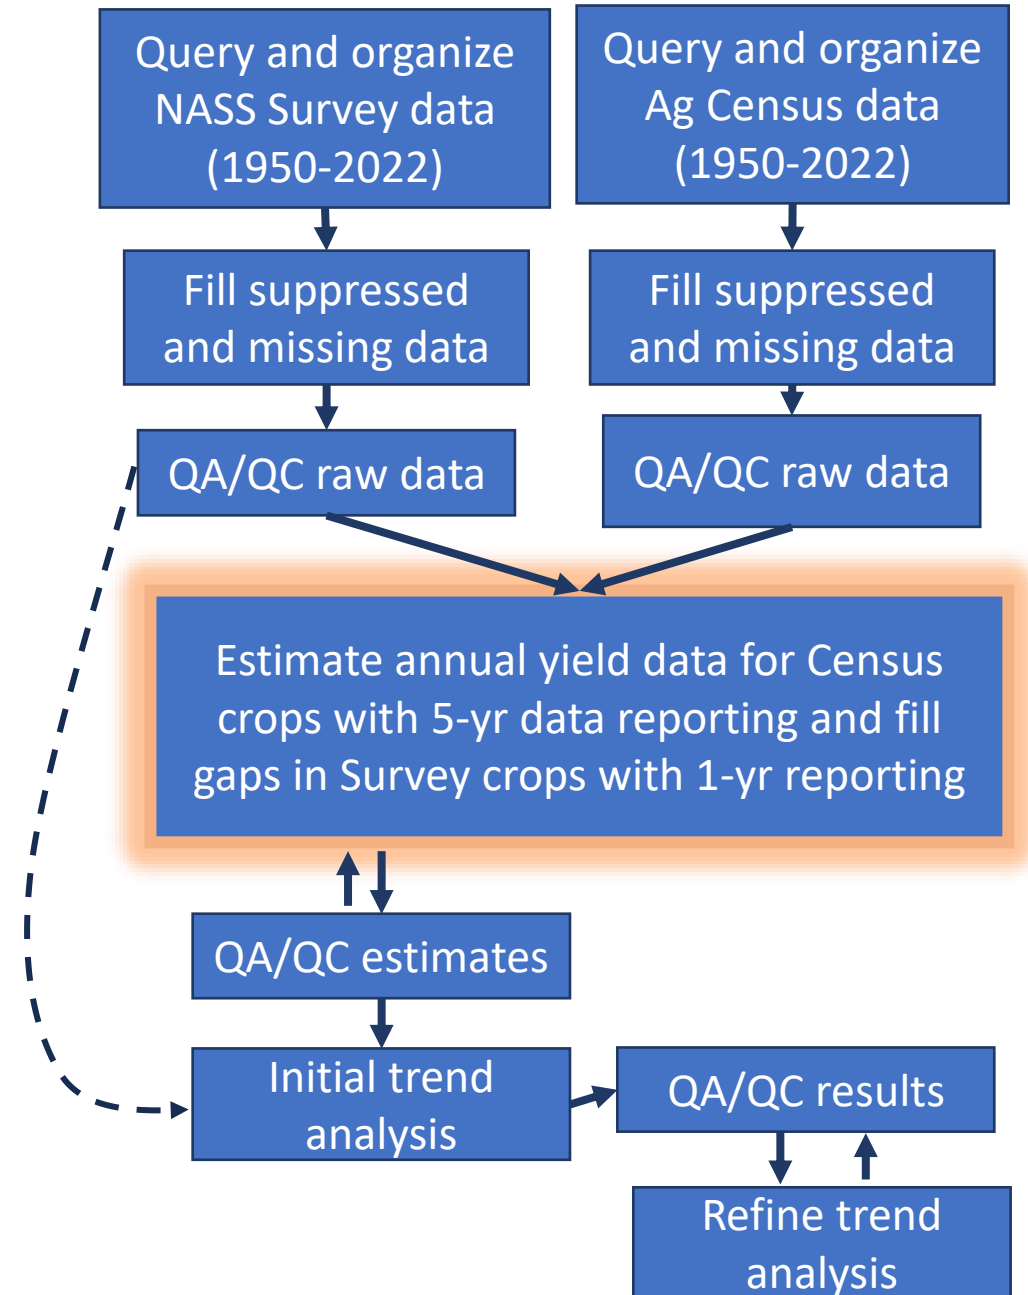 Query and organize
NASS Survey data
(1950-2022)
Query and organize
Ag Census data
(1950-2022)
Fill suppressed
and missing data
Fill suppressed
and missing data
QA/QC raw data
QA/QC raw data
Estimate annual yield data for Census
crops with 5-yr data reporting and fill
gaps in Survey crops with 1-yr reporting
QA/QC estimates
Initial trend
analysis
QA/QC results
Refine trend
analysis